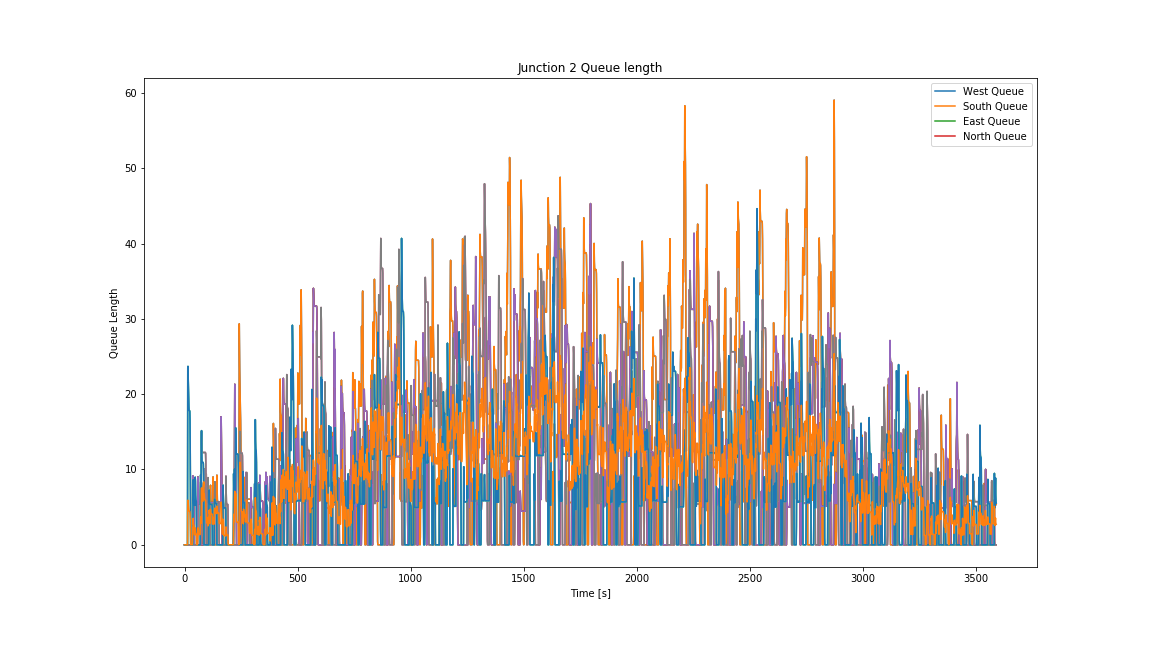 Junction 2 Queue length
60
50
40
30
20
10
0
Queue Length
West Queue
South Queue
East Queue
North Queue
0 500 1000 1500 2000 2500 3000 3500
Time [s]